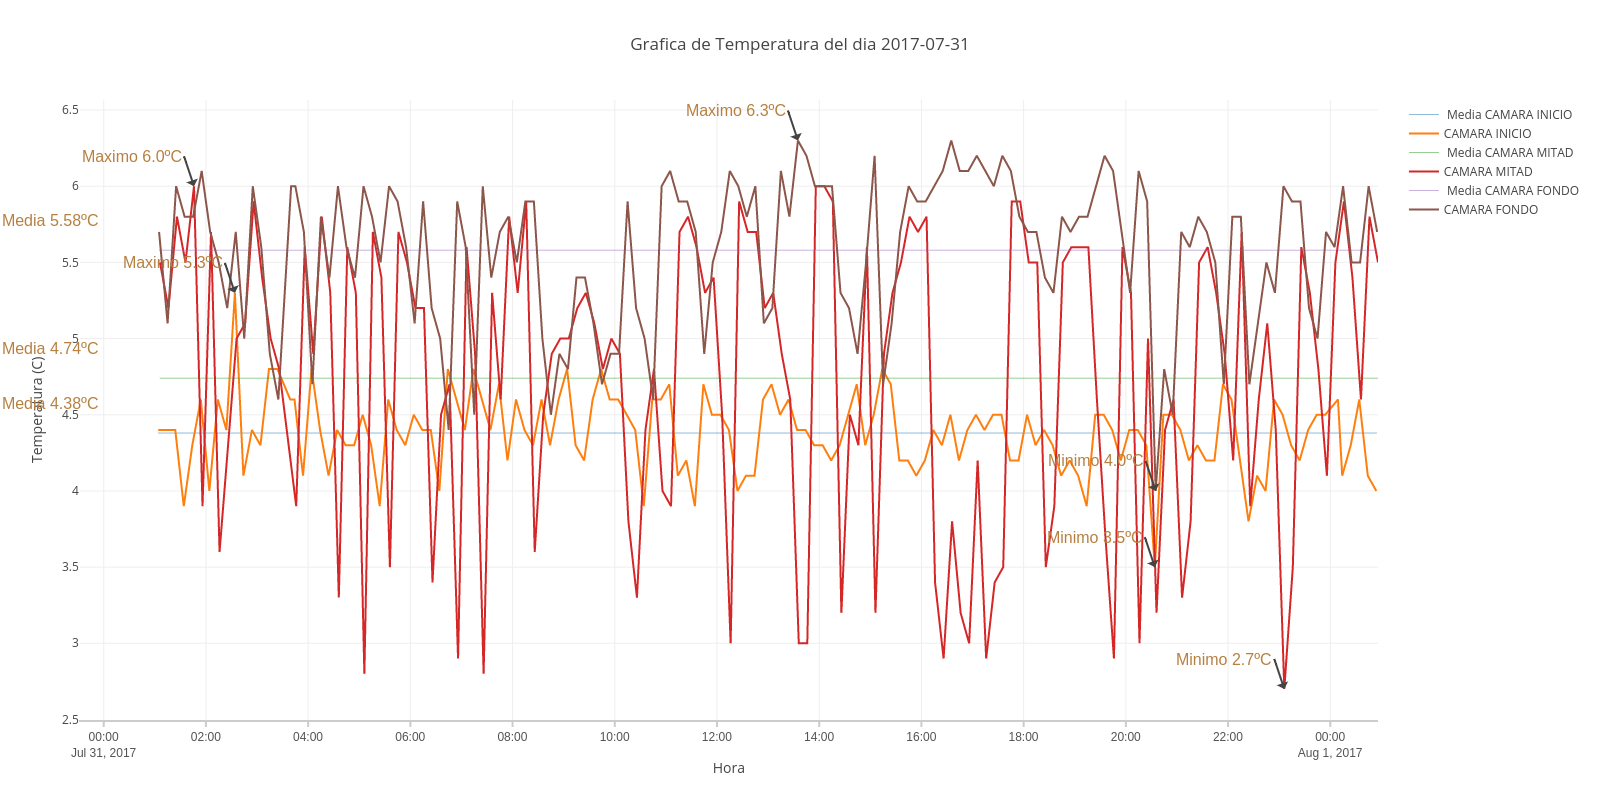 Grafica de Temperatura del dia 2017-07-31
Maximo 6.3ºC
Maximo 6.0ºC
Media 5.58ºC
Maximo 5.3ºC
Media 4.74ºC
Media 4.38ºC
Minimo 4.0ºC
Minimo 3.5ºC
Minimo 2.7ºC
Temperatura (C)
6.5
6
5.5
5
4.5
4
3.5
3
2.5
00:00
02:00
04:00
06:00
08:00
10:00
12:00
14:00
16:00
18:00
20:00
22:00
00:00
Jul 31, 2017
Aug 1, 2017
Hora
Media CAMARA INICIO
CAMARA INICIO
Media CAMARA MITAD
CAMARA MITAD
Media CAMARA FONDO
CAMARA FONDO